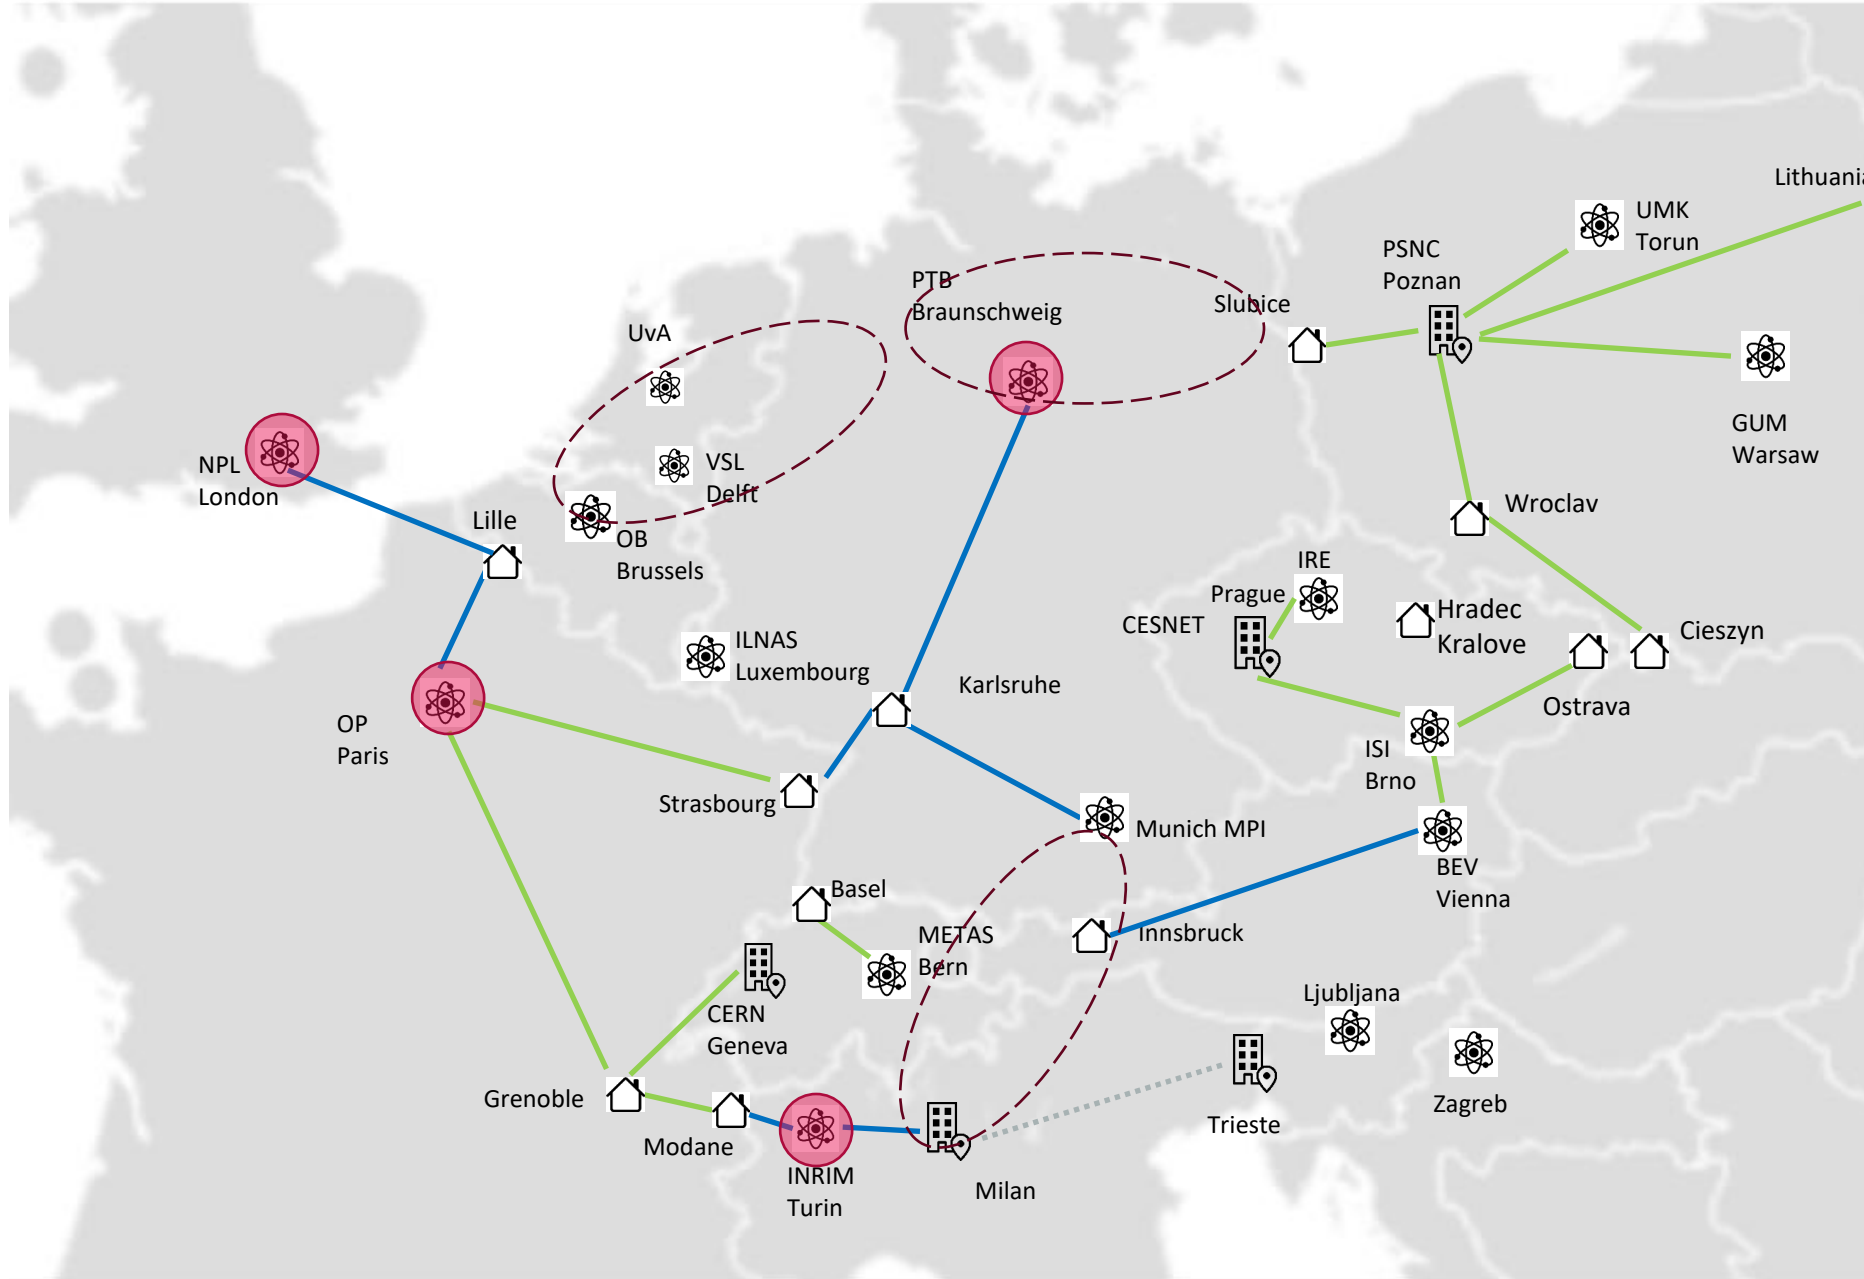 Lithuania
UMK
Torun
PSNC
Poznan
PTB
Braunschweig
Slubice
UvA
GUM
Warsaw
NPL
London
VSL
Delft
Lille
Wroclav
OB
Brussels
IRE
Prague
CESNET
Hradec
Kralove
Cieszyn
ILNAS
Luxembourg
Karlsruhe
Ostrava
OP
Paris
ISI
Brno
Strasbourg
Munich MPI
BEV
Vienna
Basel
METAS
Bern
Innsbruck
CERN
Geneva
Ljubljana
Grenoble
Zagreb
Trieste
Modane
INRIM
Turin
Milan